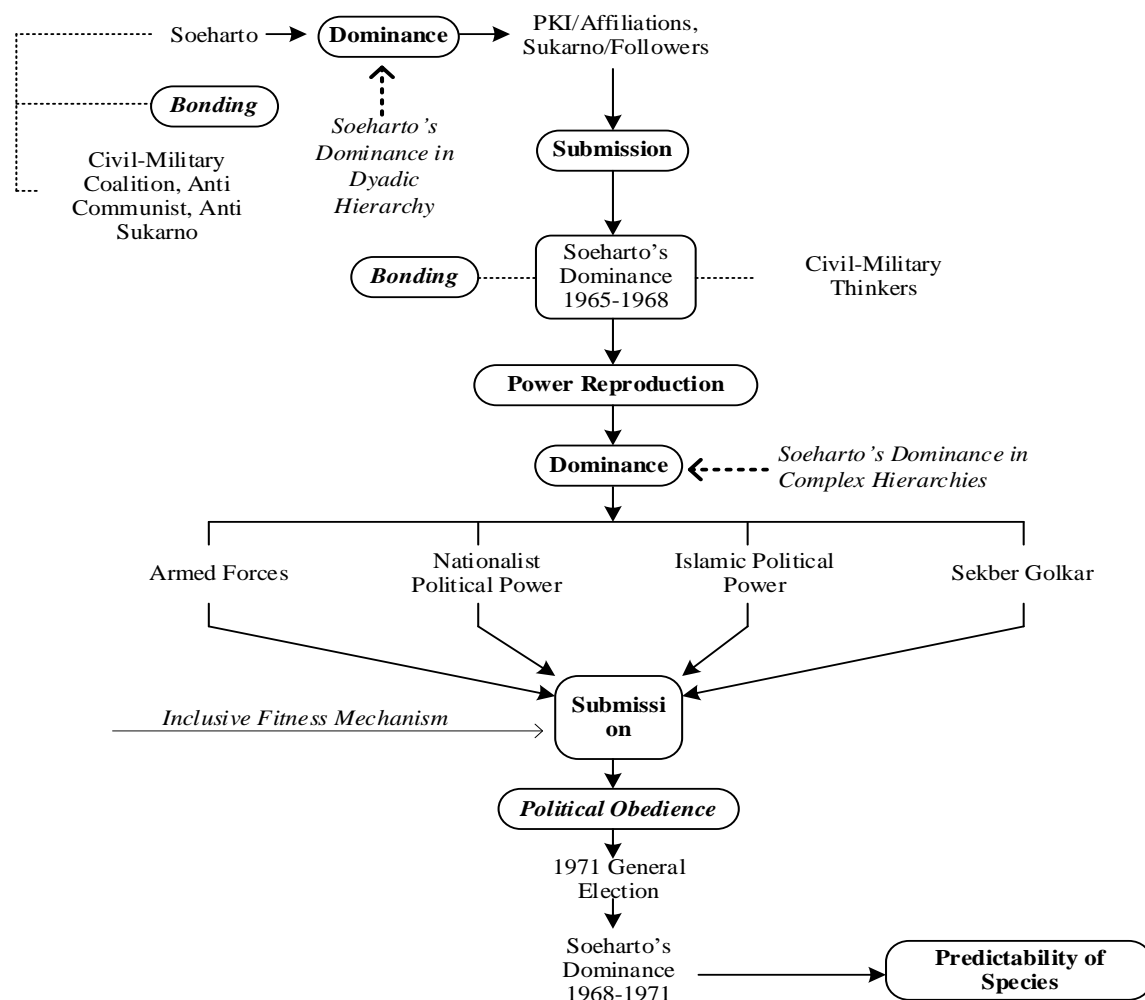 Soeharto
Dominance
PKI/Affiliations,
Sukarno/Followers
Bonding
Soeharto's
Dominance in
Dyadic
Hierarchy
Civil-Military
Coalition, Anti
Communist, Anti
Sukarno
Submission
Bonding
Soeharto's
Dominance
1965-1968
Civil-Military
Thinkers
Power Reproduction
Dominance
Soeharto's Dominance in
Complex Hierarchies
Armed Forces
Nationalist
Political Power
Islamic Political
Power
Sekber Golkar
Inclusive Fitness Mechanism
Submissi
on
Political Obedience
1971 General
Election
Soeharto's
Dominance
1968-1971
Predictability of
Species